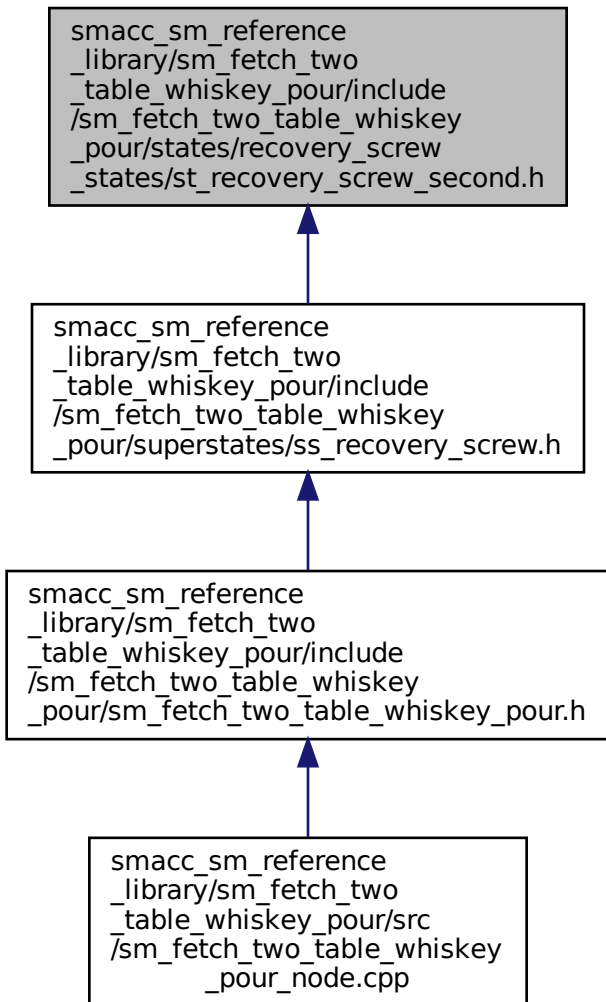 smacc_sm_reference
_library/sm_fetch_two
_table_whiskey_pour/include
/sm_fetch_two_table_whiskey
_pour/states/recovery_screw
_states/st_recovery_screw_second.h
smacc_sm_reference
_library/sm_fetch_two
_table_whiskey_pour/include
/sm_fetch_two_table_whiskey
_pour/superstates/ss_recovery_screw.h
smacc_sm_reference
_library/sm_fetch_two
_table_whiskey_pour/include
/sm_fetch_two_table_whiskey
_pour/sm_fetch_two_table_whiskey_pour.h
smacc_sm_reference
_library/sm_fetch_two
_table_whiskey_pour/src
/sm_fetch_two_table_whiskey
_pour_node.cpp